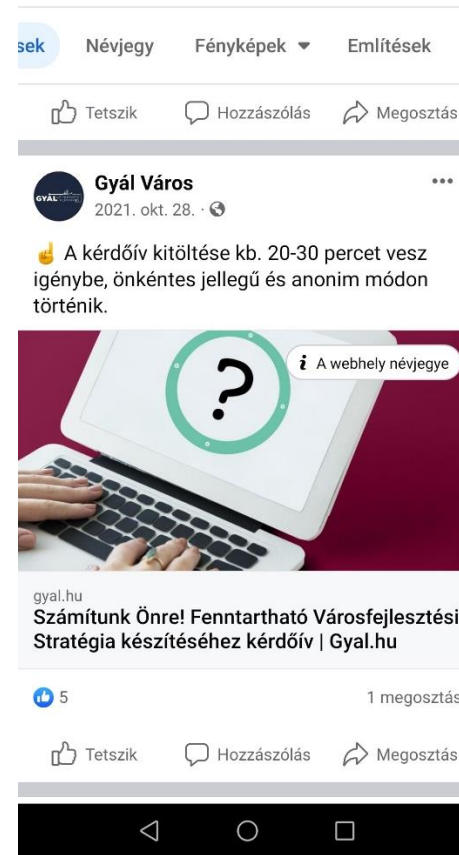 sek Névjegy Fényképek Említések
Tetszik Hozzászólás Megosztás
GYÁL
Gyál Város
2021. okt. 28. ·
☝ A kérdőív kitöltése kb. 20-30 percet vesz
igénybe, önkéntes jellegű és anonim módon
történik.
?
i A webhely névjegye
gyal.hu
Számítunk Önre! Fenntartható Városfejlesztési
Stratégia készítéséhez kérdőív | Gyal.hu
5 1 megosztás
Tetszik Hozzászólás Megosztás